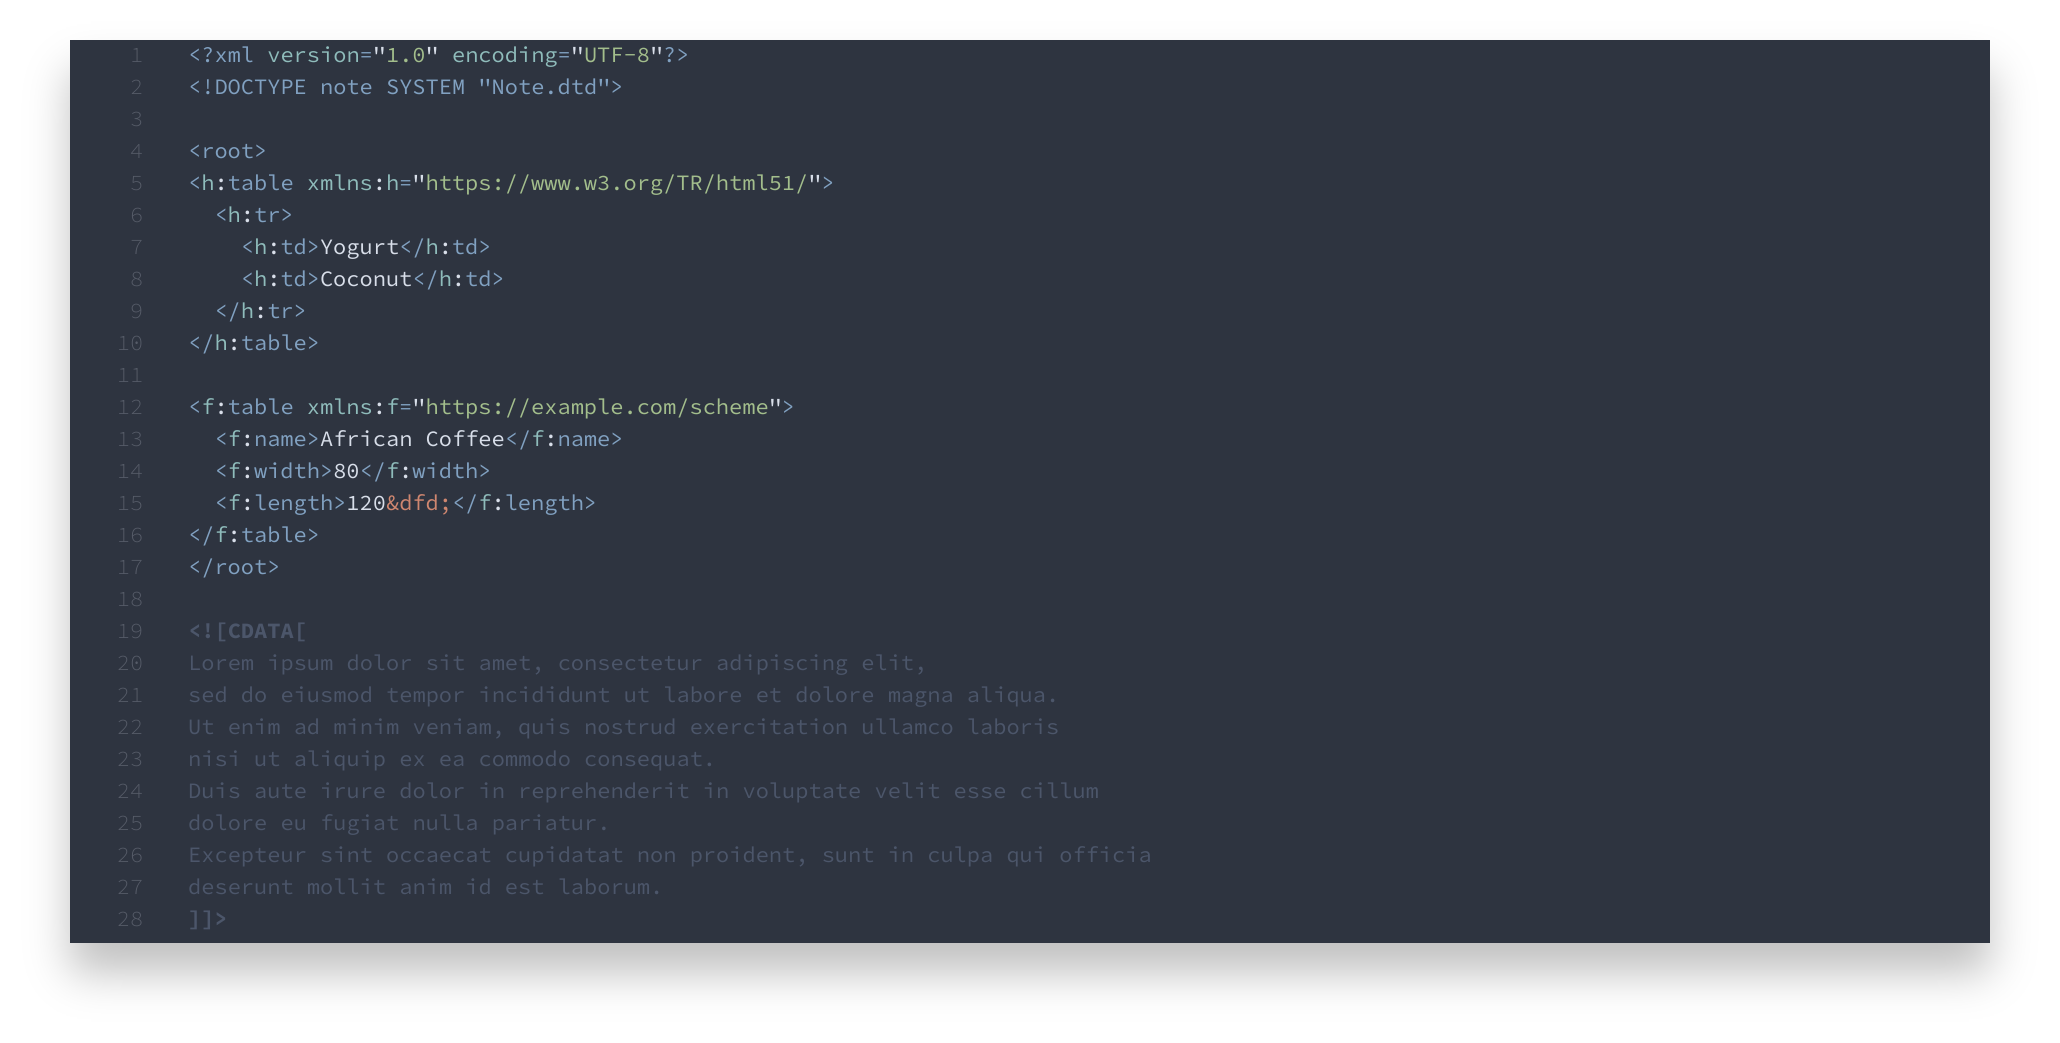 1 <?xml version="1.0" encoding="UTF-8"?>
2 <!DOCTYPE note SYSTEM "Note.dtd">
3
4 <root>
5 <h:table xmlns:h="https://www.w3.org/TR/html51/">
6   <h:tr>
7     <h:td>Yogurt</h:td>
8     <h:td>Coconut</h:td>
9   </h:tr>
10 </h:table>
11
12 <f:table xmlns:f="https://example.com/scheme">
13   <f:name>African Coffee</f:name>
14   <f:width>80</f:width>
15   <f:length>120&dfd;</f:length>
16 </f:table>
17 </root>
18
19 <![CDATA[
20 Lorem ipsum dolor sit amet, consectetur adipiscing elit,
21 sed do eiusmod tempor incididunt ut labore et dolore magna aliqua.
22 Ut enim ad minim veniam, quis nostrud exercitation ullamco laboris
23 nisi ut aliquip ex ea commodo consequat.
24 Duis aute irure dolor in reprehenderit in voluptate velit esse cillum
25 dolore eu fugiat nulla pariatur.
26 Excepteur sint occaecat cupidatat non proident, sunt in culpa qui officia
27 deserunt mollit anim id est laborum.
28 ]]>